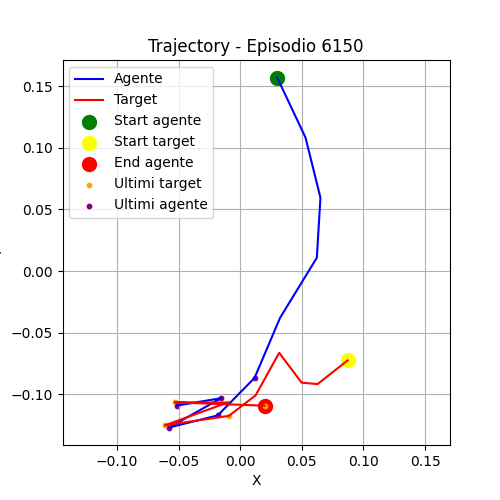 Trajectory - Episodio 6150
Agente
Target
Start agente
Start target
End agente
Ultimi target
Ultimi agente
0.15
0.10
0.05
0.00
−0.05
−0.10
−0.10
−0.05
0.00
0.05
0.10
0.15
X